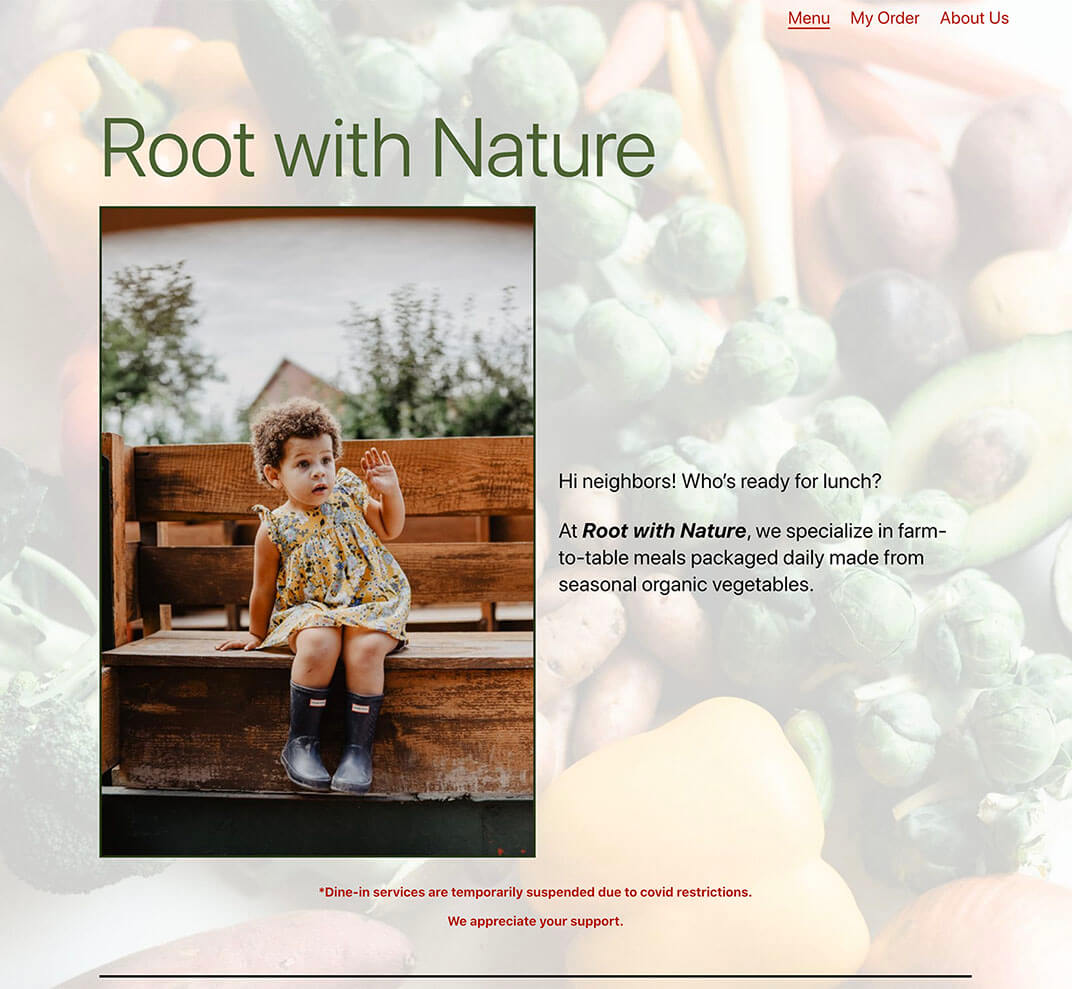 Menu My Order About Us
Root with Nature
Hi neighbors! Who’s ready for lunch?
At Root with Nature, we specialize in farm-
to-table meals packaged daily made from
seasonal organic vegetables.
*Dine-in services are temporarily suspended due to covid restrictions.
We appreciate your support.